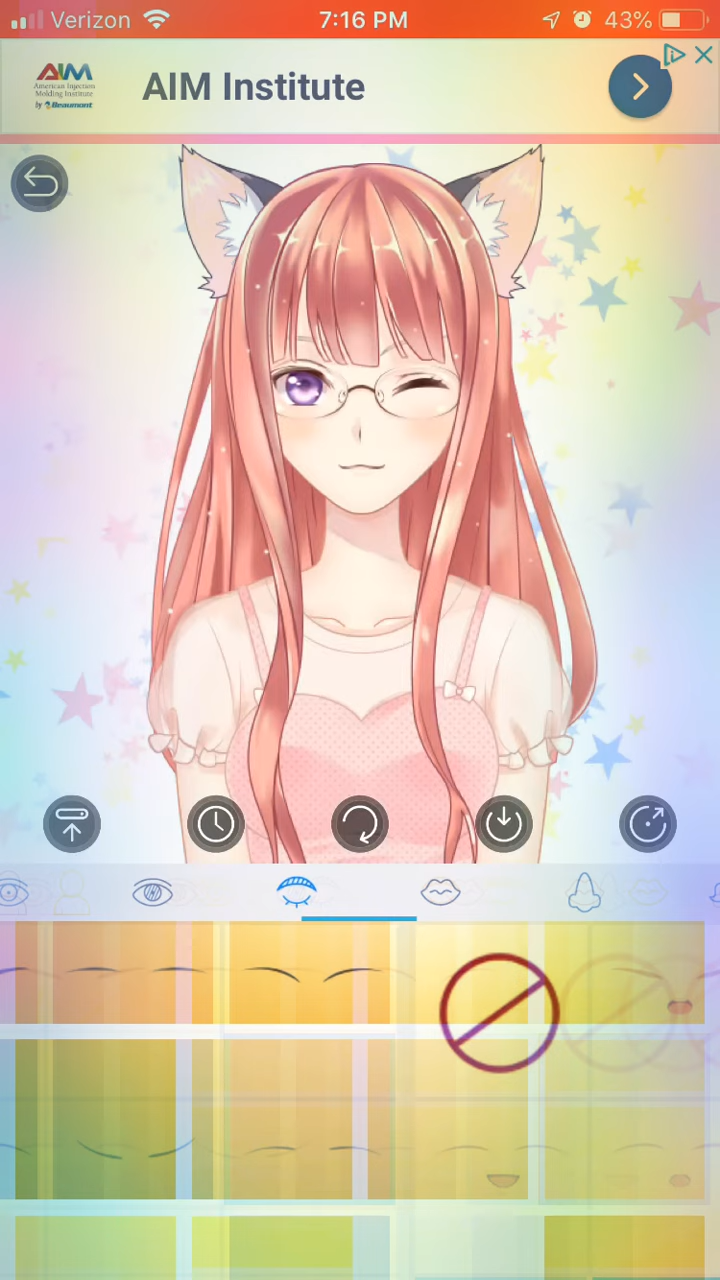 Verizon 7:16 PM 43%
AIM
American Injection
Molding Institute
by Beaumont
AIM Institute